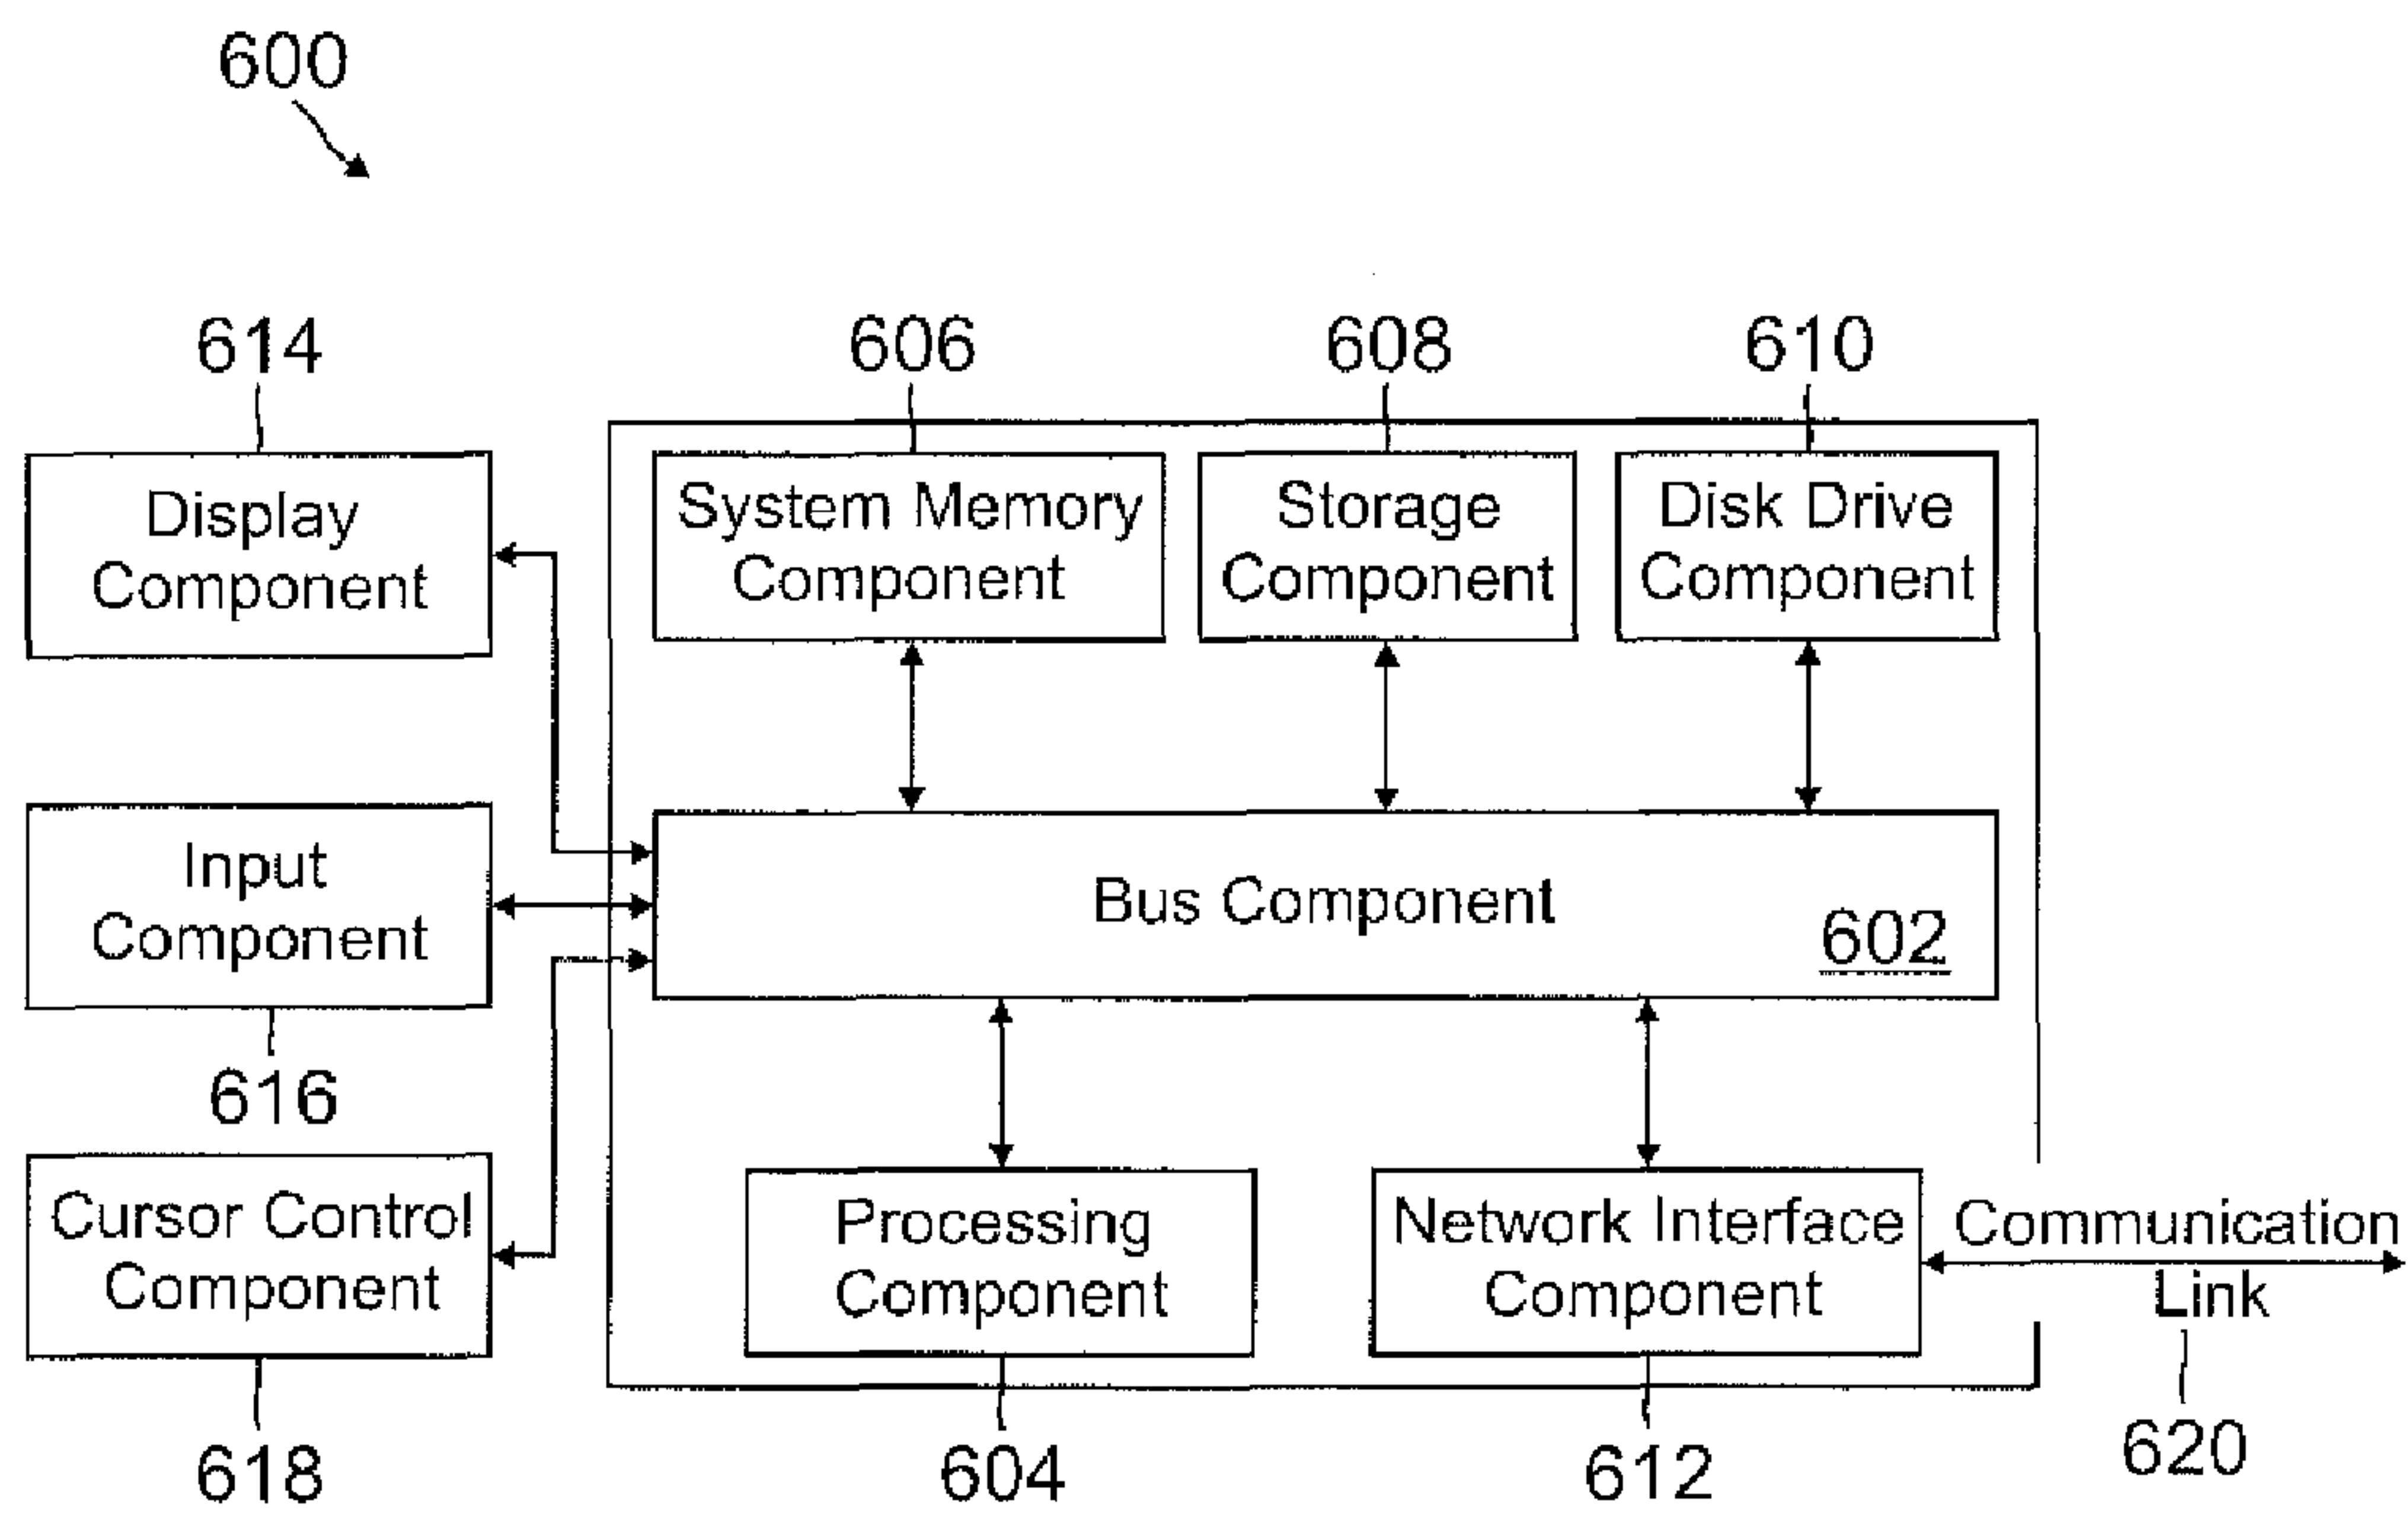 600
614
606
608
610
Display
Component
System Memory
Component
Storage
Component
Disk Drive
Component
Input
Component
616
Bus Component
602
Cursor Control
Component
618
Processing
Component
604
Network Interface
Component
612
Communication
Link
620